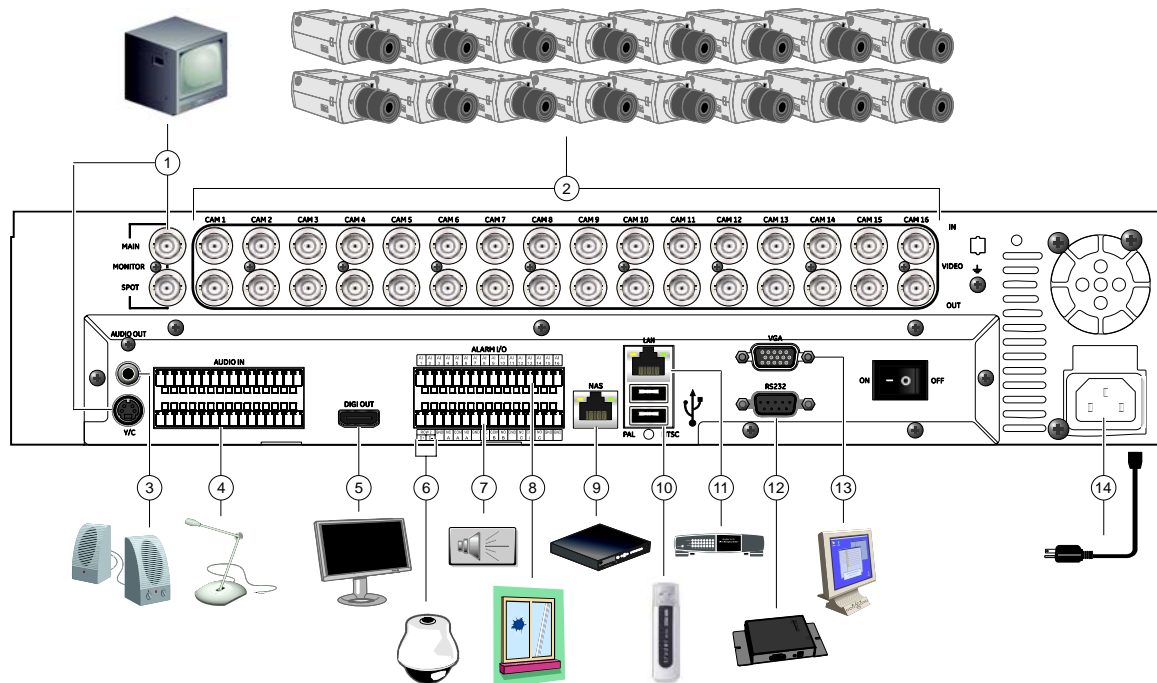 1
2
CAM 1 CAM 2 CAM 3 CAM 4 CAM 5 CAM 6 CAM 7 CAM 8 CAM 9 CAM 10 CAM 11 CAM 12 CAM 13 CAM 14 CAM 15 CAM 16
IN
MAIN
MONITOR
VIDEO
SPOT
OUT
AUDIO OUT
AUDIO IN
ALARM I/O
LAN
VGA
NAS
ON
OFF
DIGI OUT
RS232
Y/C
PAL
3 4 5 6 7 8 9 10 11 12 13 14